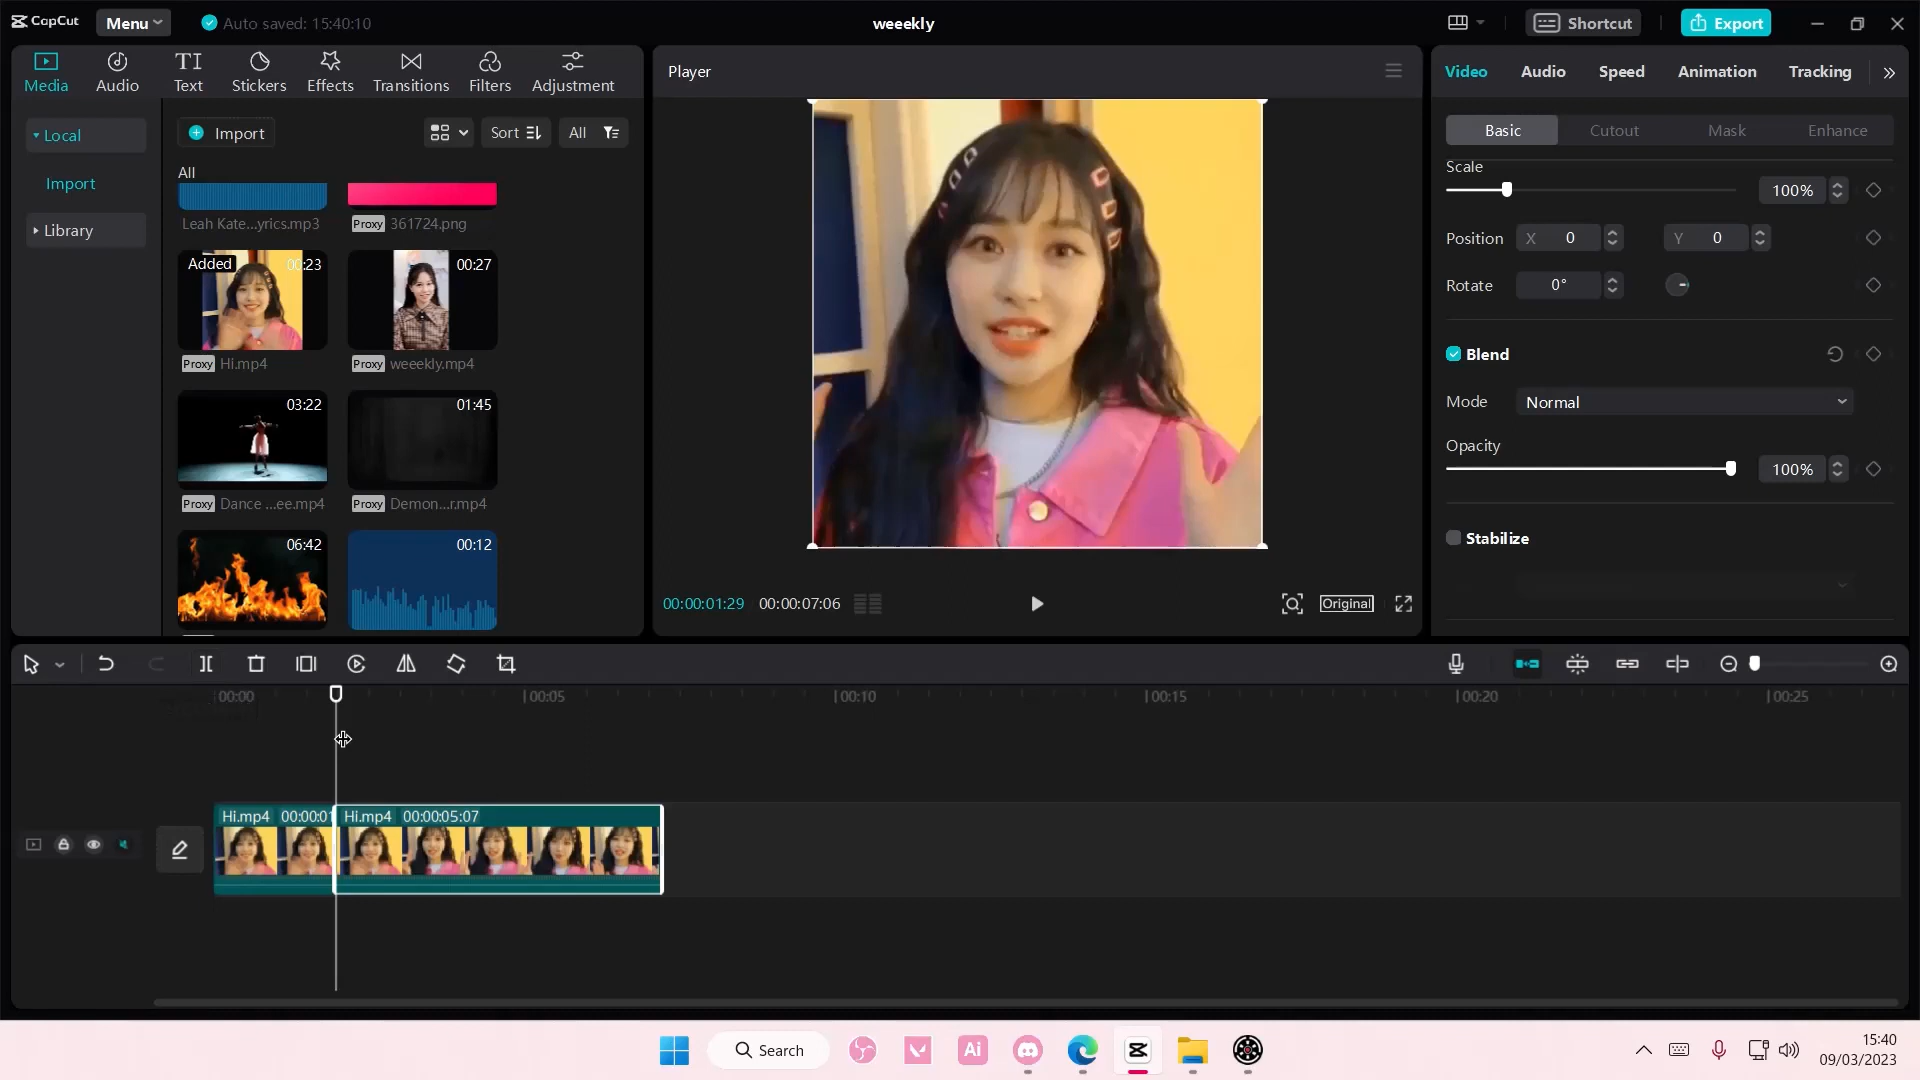 CapCut
Menu
Auto saved: 15:40:10
weeekly
Shortcut
Export
Media
Audio
TI
Text
Stickers
Effects
Transitions
Filters
Adjustment
Local
Import
Library
Import
Sort
All
All
Leah Kate...yrics.mp3
Proxy 361724.png
Added 00:23
00:27
Proxy Hi.mp4
Proxy weeekly.mp4
03:22
01:45
Proxy Dance ...ee.mp4
Proxy Demon...r.mp4
06:42
00:12
Player
00:00:01:29 00:00:07:06
Original
Video
Audio
Speed
Animation
Tracking
Basic
Cutout
Mask
Enhance
Scale
100%
Position X 0 Y 0
Rotate 0°
Blend
Mode Normal
Opacity
100%
Stabilize
00:00
00:05
00:10
00:15
00:20
00:25
Hi.mp4 00:00:01
Hi.mp4 00:00:05:07
Search
Ai
15:40
09/03/2023